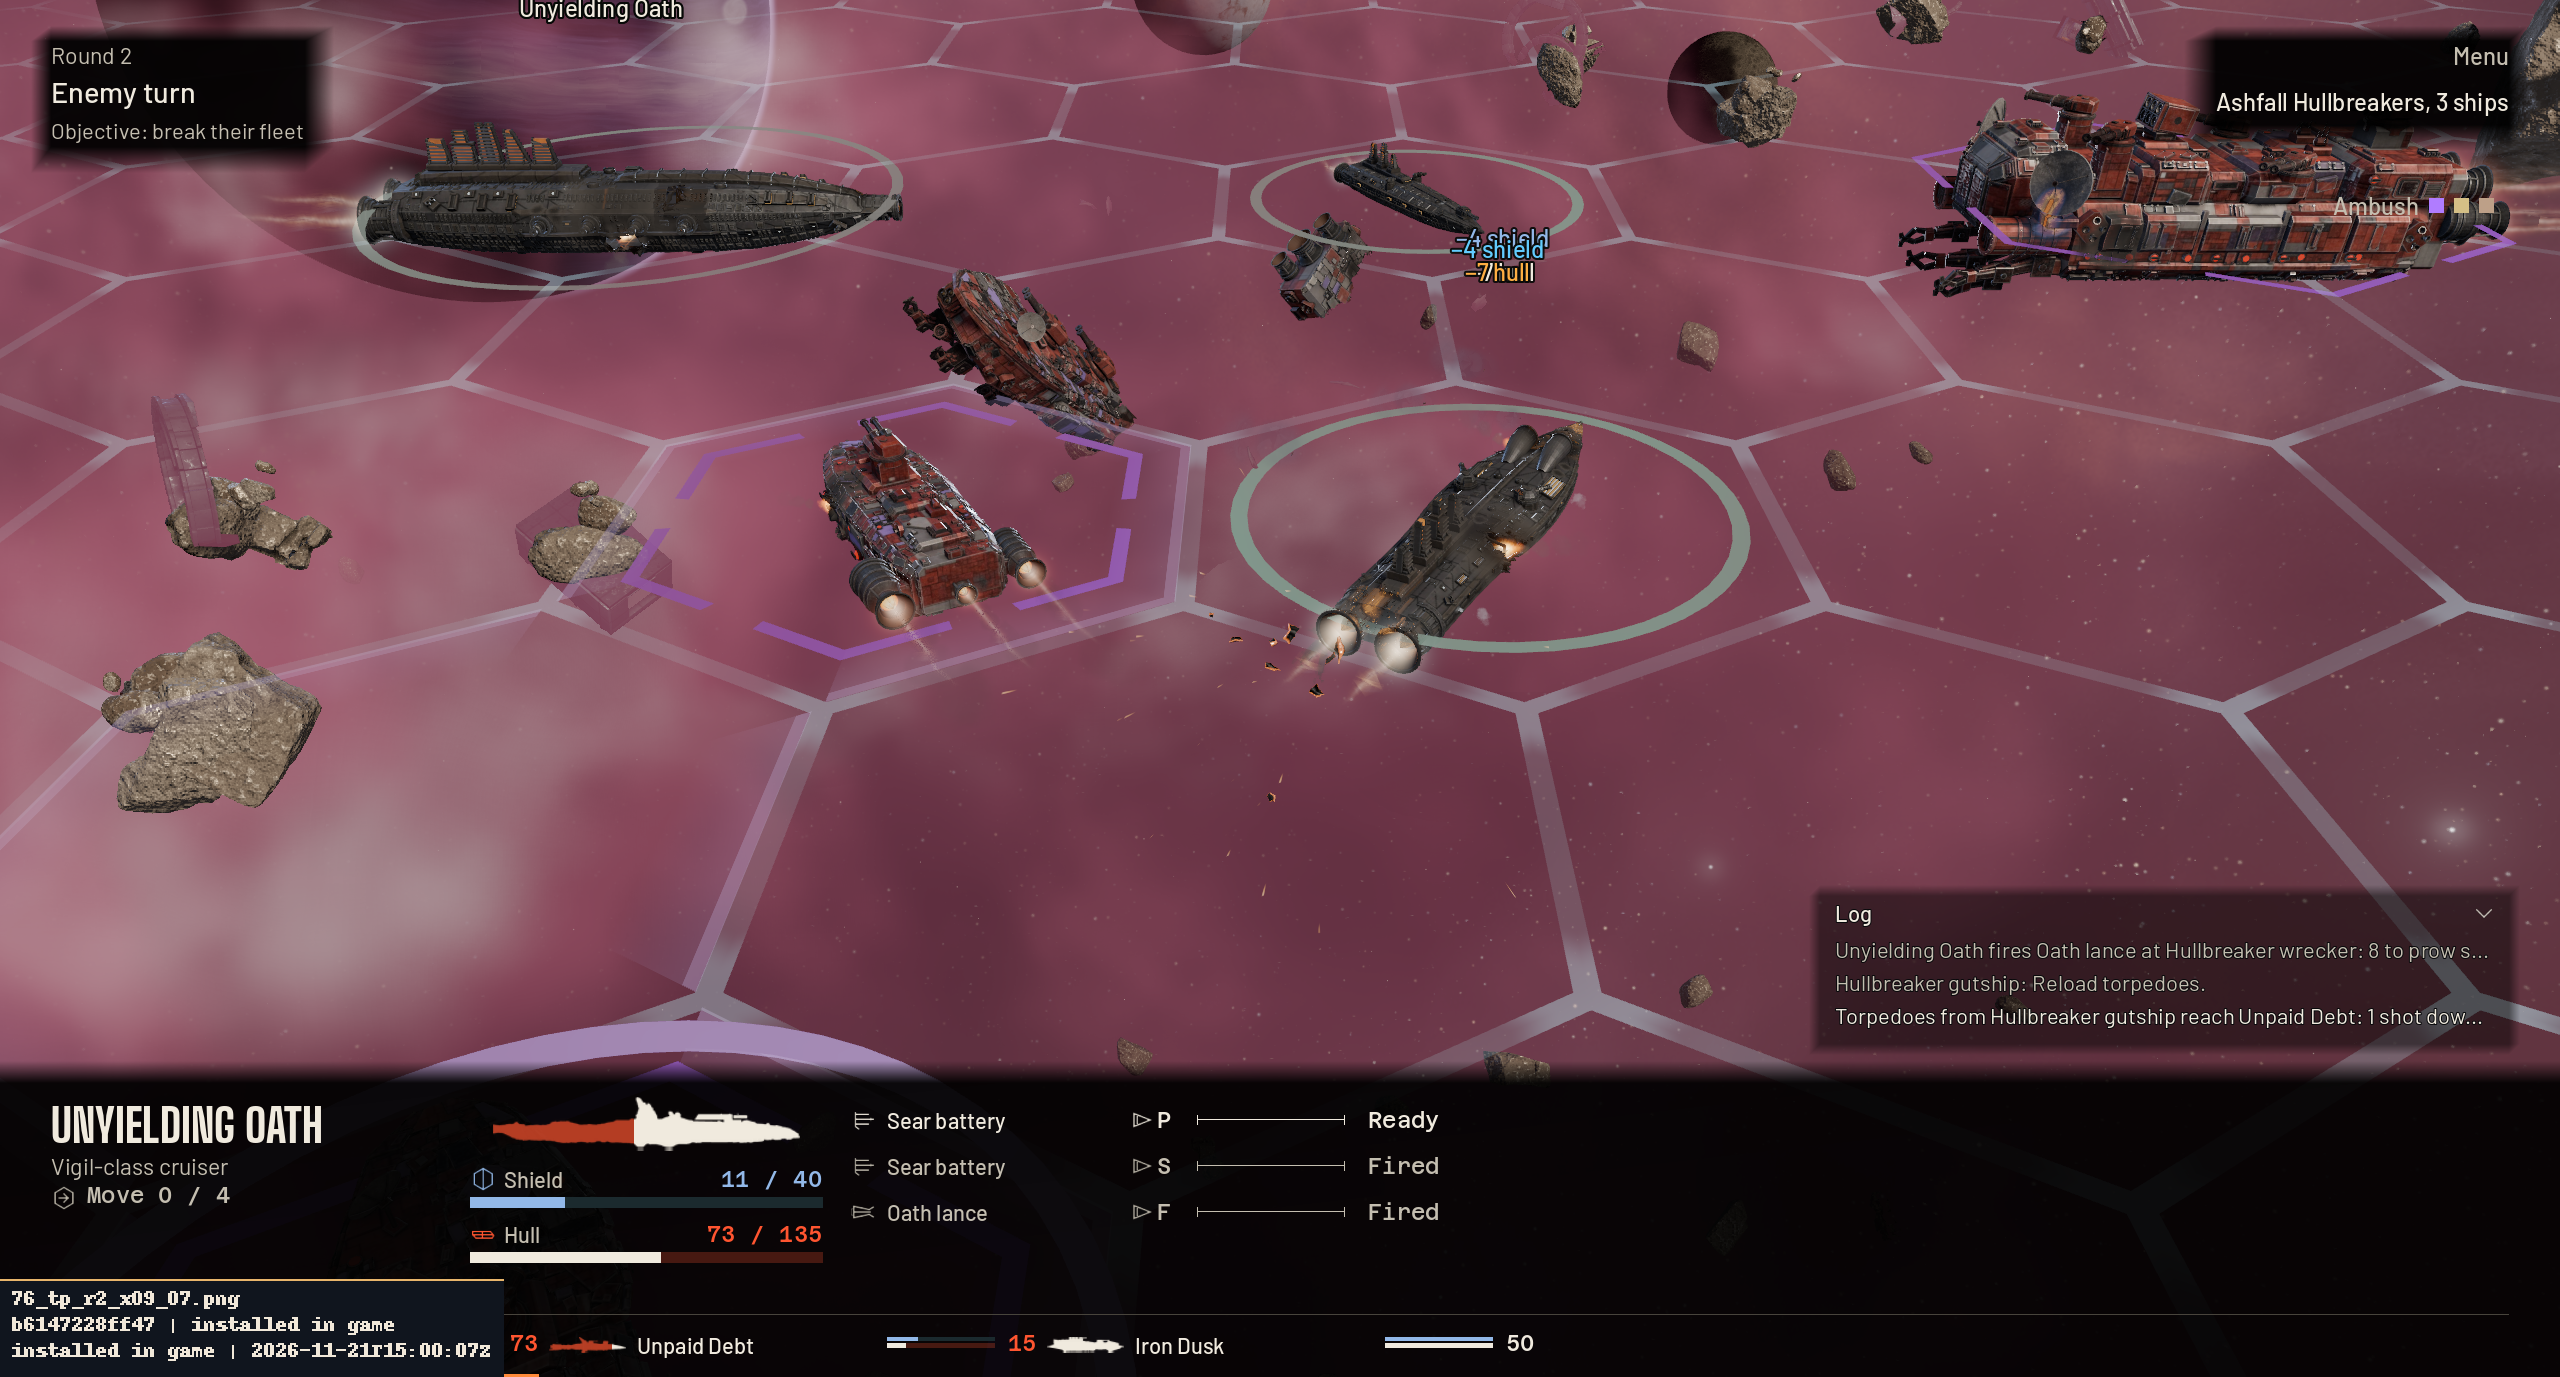 Unyielding Oath
Round 2
Enemy turn
Objective: break their fleet
Menu
Ashfall Hullbreakers, 3 ships
Ambush
-4 shield
-4 shield
-7 hull
Log
Unyielding Oath fires Oath lance at Hullbreaker wrecker: 8 to prow s...
Hullbreaker gutship: Reload torpedoes.
Torpedoes from Hullbreaker gutship reach Unpaid Debt: 1 shot dow...
UNYIELDING OATH
Vigil-class cruiser
Move 0 / 4
Shield 11 / 40
Hull 73 / 135
Sear battery P Ready
Sear battery S Fired
Oath lance F Fired
76_tp_r2_x09_07.png
b6147228ff47 | installed in game
installed in game | 2026-11-21r15:00:07z
73 Unpaid Debt 15 Iron Dusk 50